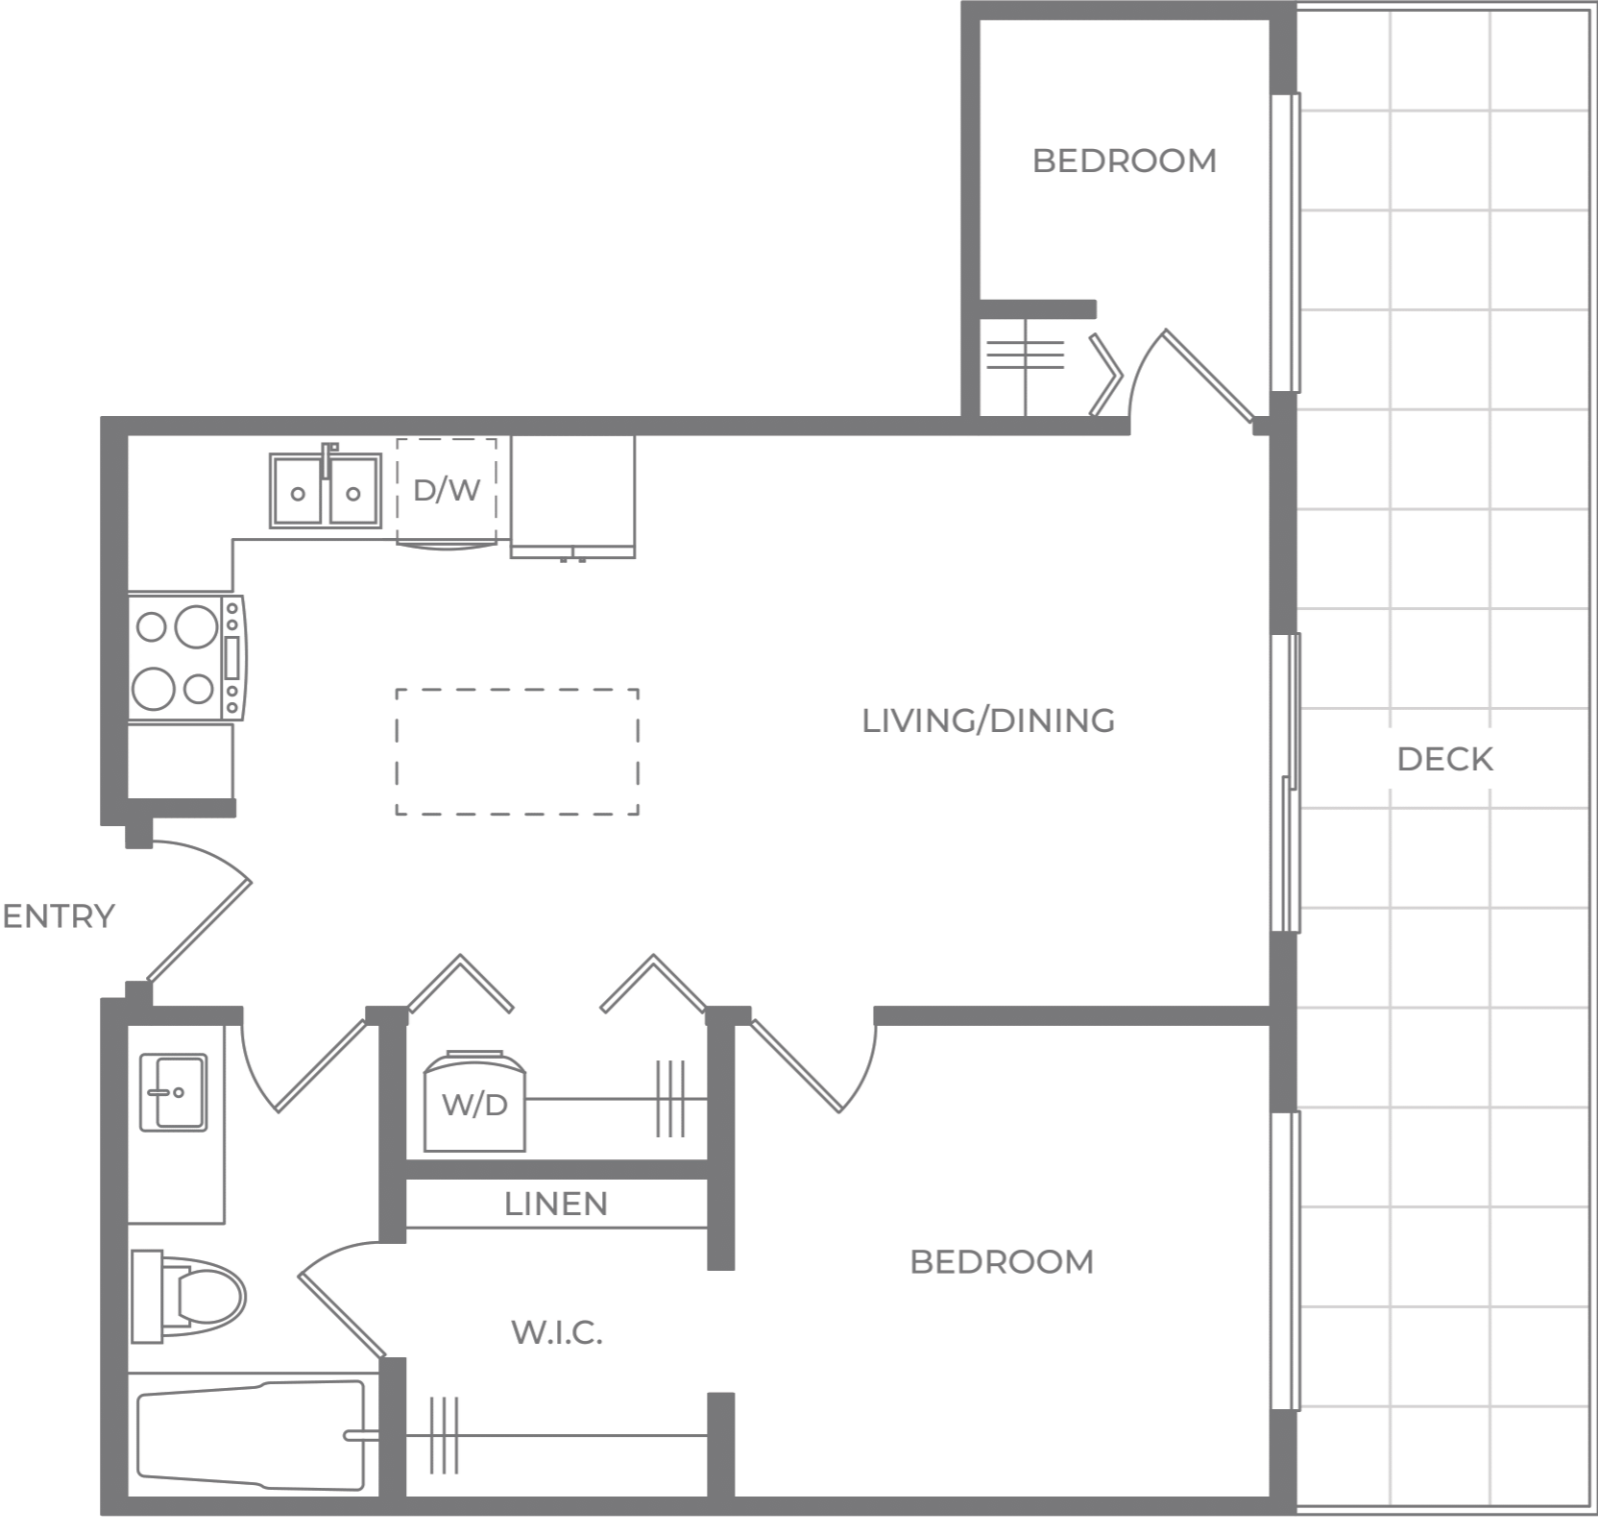 BEDROOM
D/W
LIVING/DINING
DECK
ENTRY
W/D
LINEN
BEDROOM
W.I.C.